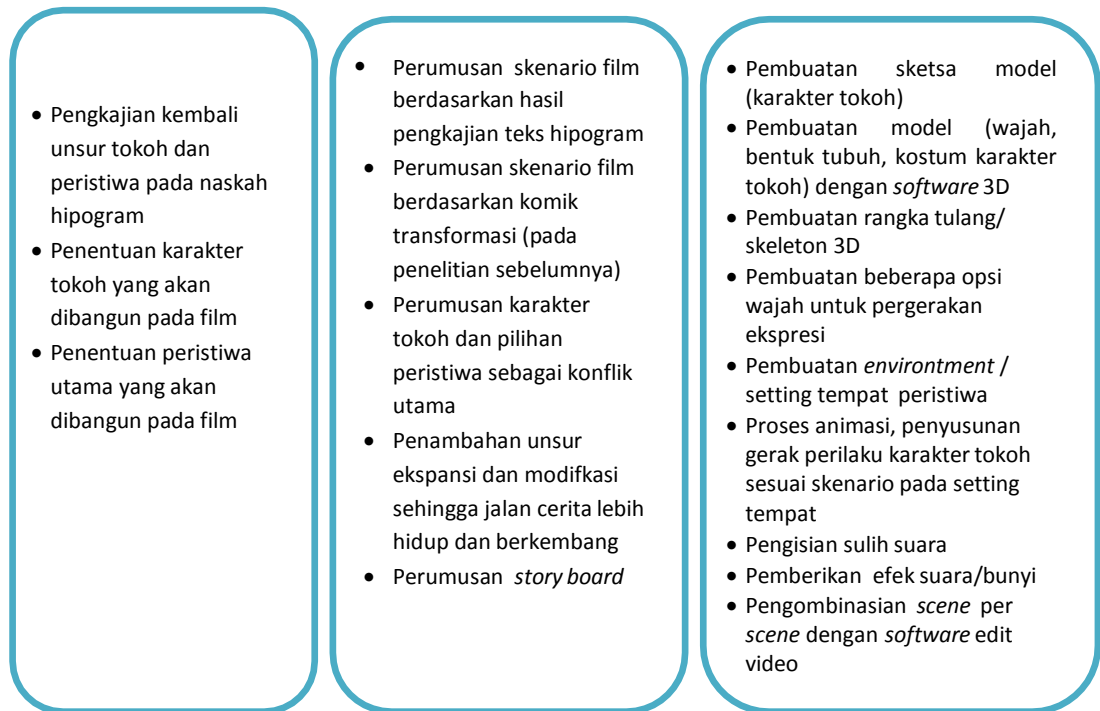 • Pengkajian kembali
unsur tokoh dan
peristiwa pada naskah
hipogram
• Penentuan karakter
tokoh yang akan
dibangun pada film
• Penentuan peristiwa
utama yang akan
dibangun pada film
• Perumusan skenario film
berdasarkan hasil
pengkajian teks hipogram
• Perumusan skenario film
berdasarkan komik
transformasi (pada
penelitian sebelumnya)
• Perumusan karakter
tokoh dan pilihan
peristiwa sebagai konflik
utama
• Penambahan unsur
ekspansi dan modifkasi
sehingga jalan cerita lebih
hidup dan berkembang
• Perumusan story board
• Pembuatan sketsa model
(karakter tokoh)
• Pembuatan model (wajah,
bentuk tubuh, kostum karakter
tokoh) dengan software 3D
• Pembuatan rangka tulang/
skeleton 3D
• Pembuatan beberapa opsi
wajah untuk pergerakan
ekspresi
• Pembuatan environtment /
setting tempat peristiwa
• Proses animasi, penyusunan
gerak perilaku karakter tokoh
sesuai skenario pada setting
tempat
• Pengisian sulih suara
• Pemberikan efek suara/bunyi
• Pengombinasian scene per
scene dengan software edit
video